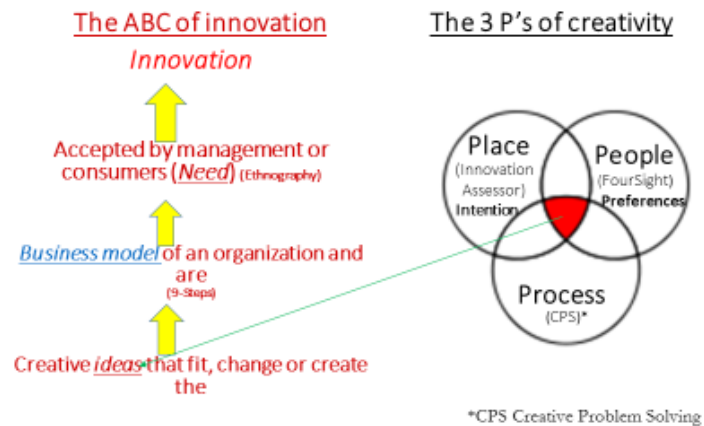 The ABC of innovation
Innovation
Accepted by management or
consumers (Need) (Ethnography)
Business model of an organization and
are
(9-Steps)
Creative ideas that fit, change or create
the
The 3 P's of creativity
Place
(Innovation
Assessor)
Intention
People
(FourSight)
Preferences
Process
(CPS)*
*CPS Creative Problem Solving